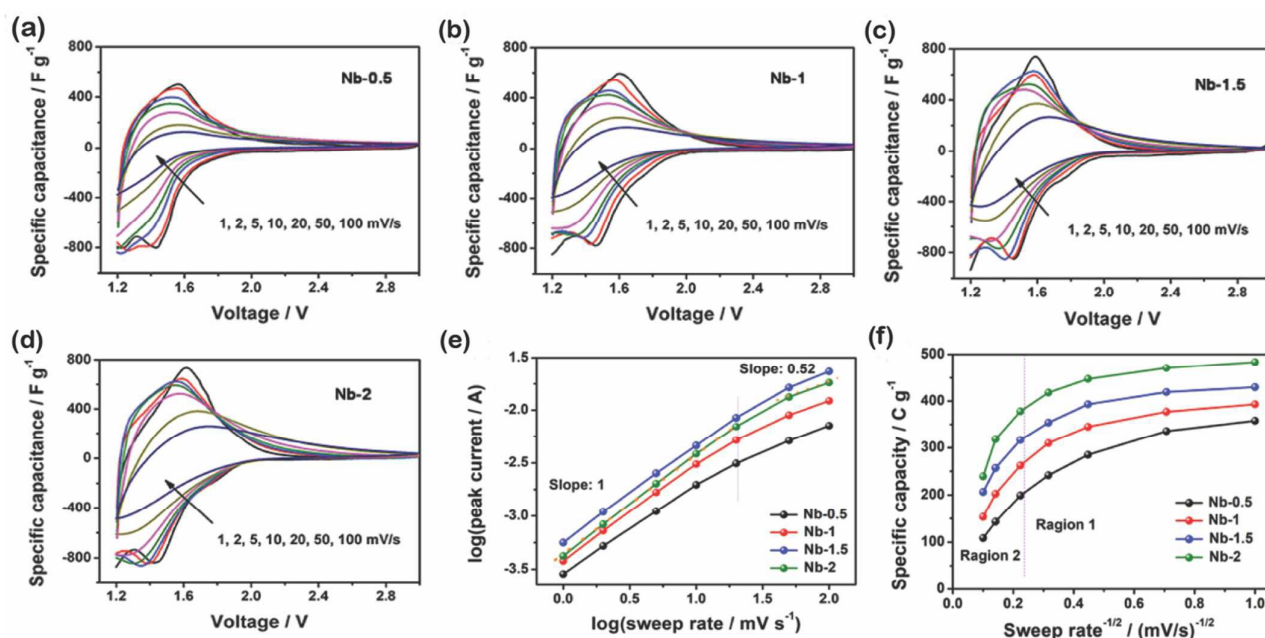 (a)
Specific capacitance / F g⁻¹
800
400
0
-400
-800
Nb-0.5
1, 2, 5, 10, 20, 50, 100 mV/s
1.2 1.6 2.0 2.4 2.8
Voltage / V
(b)
Specific capacitance / F g⁻¹
800
400
0
-400
-800
Nb-1
1, 2, 5, 10, 20, 50, 100 mV/s
1.2 1.6 2.0 2.4 2.8
Voltage / V
(c)
Specific capacitance / F g⁻¹
800
400
0
-400
-800
Nb-1.5
1, 2, 5, 10, 20, 50, 100 mV/s
1.2 1.6 2.0 2.4 2.8
Voltage / V
(d)
Specific capacitance / F g⁻¹
800
400
0
-400
-800
Nb-2
1, 2, 5, 10, 20, 50, 100 mV/s
1.2 1.6 2.0 2.4 2.8
Voltage / V
(e)
log(peak current / A)
-1.5
-2.0
-2.5
-3.0
-3.5
Slope: 0.52
Slope: 1
Nb-0.5
Nb-1
Nb-1.5
Nb-2
0.0 0.5 1.0 1.5 2.0
log(sweep rate / mV s⁻¹)
(f)
Specific capacity / C g⁻¹
500
400
300
200
100
0
Ragion 1
Ragion 2
Nb-0.5
Nb-1
Nb-1.5
Nb-2
0.0 0.2 0.4 0.6 0.8 1.0
Sweep rate⁻¹/² / (mV/s)⁻¹/²